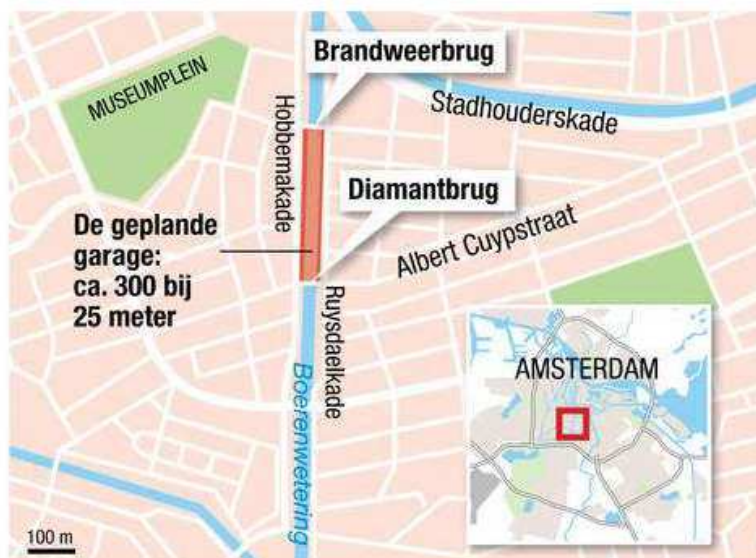 Brandweerbrug
MUSEUMPLEIN
Stadhouderskade
Hobbemakade
Diamantbrug
De geplande
garage:
ca. 300 bij
25 meter
Albert Cuypstraat
Ruysdaelkade
Boerenwetering
AMSTERDAM
100 m